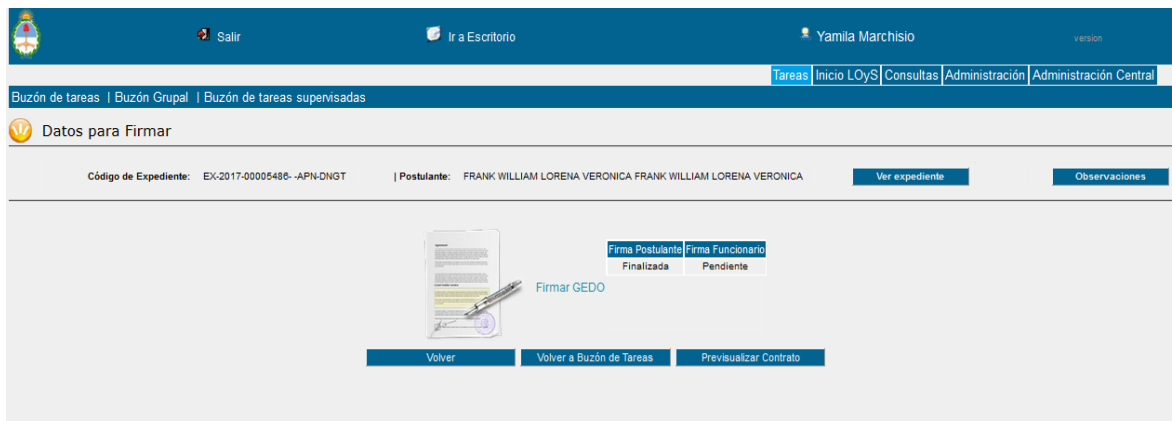 Salir
Ir a Escritorio
Yamila Marchisio
version
Tareas Inicio LOyS Consultas Administración Administración Central
Buzón de tareas | Buzón Grupal | Buzón de tareas supervisadas
Datos para Firmar
Código de Expediente: EX-2017-00005486- -APN-DNGT | Postulante: FRANK WILLIAM LORENA VERONICA FRANK WILLIAM LORENA VERONICA Ver expediente Observaciones
Firma Postulante Firma Funcionario
Finalizada Pendiente
Firmar GEDO
Volver Volver a Buzón de Tareas Previsualizar Contrato